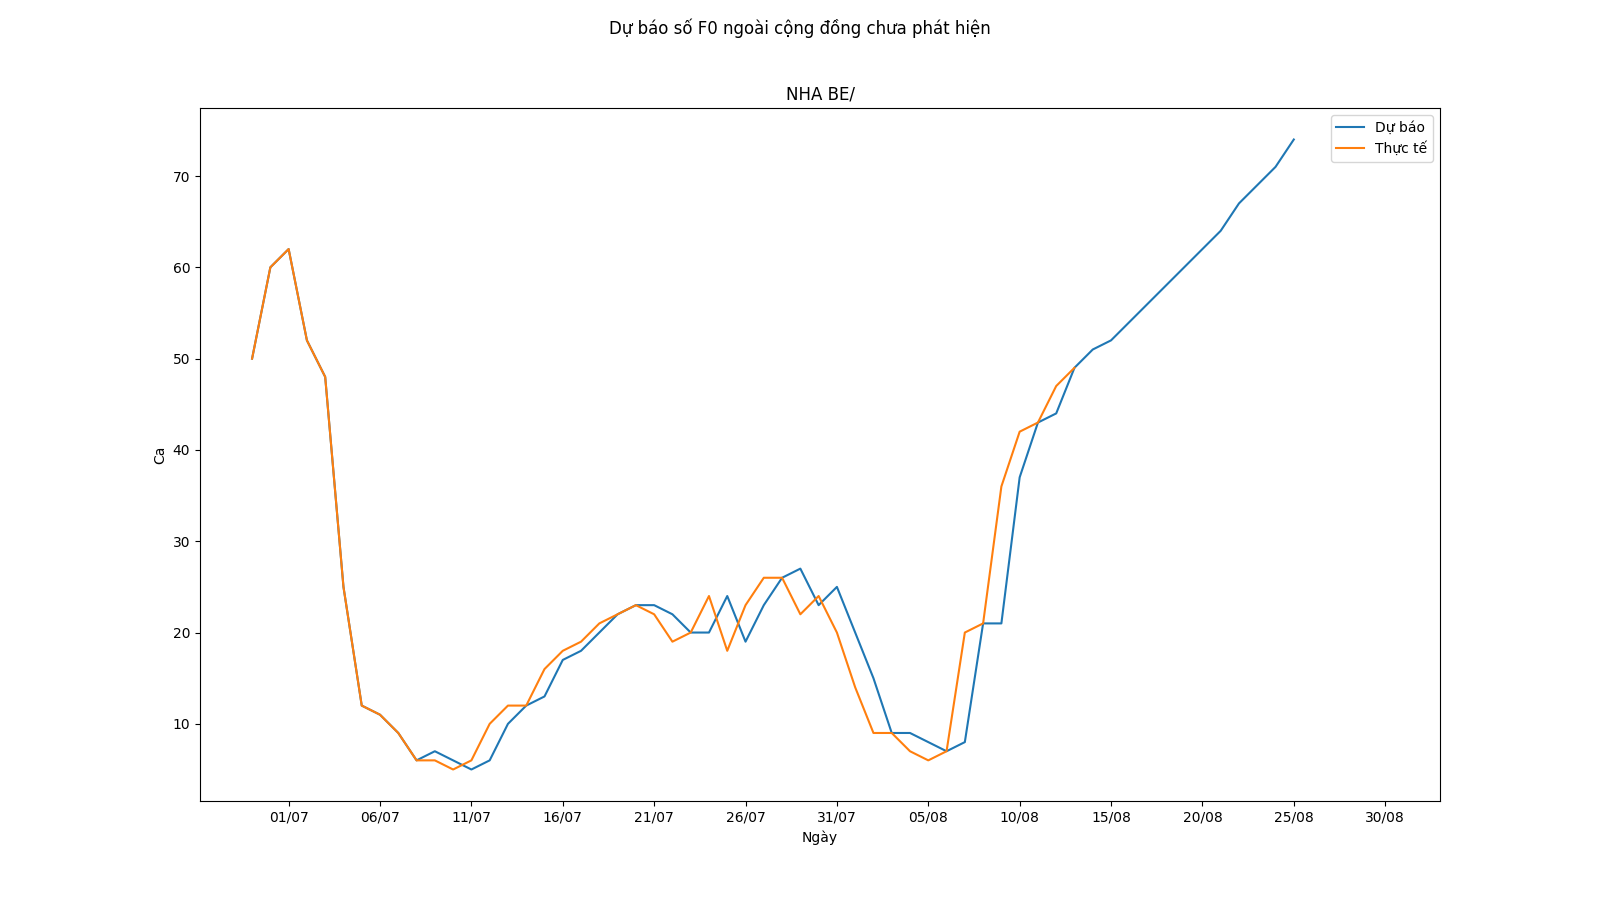 Dự báo số F0 ngoài cộng đồng chưa phát hiện
NHA BE/
Dự báo
Thực tế
70
60
50
40
30
20
10
Ca
01/07 06/07 11/07 16/07 21/07 26/07 31/07 05/08 10/08 15/08 20/08 25/08 30/08
Ngày